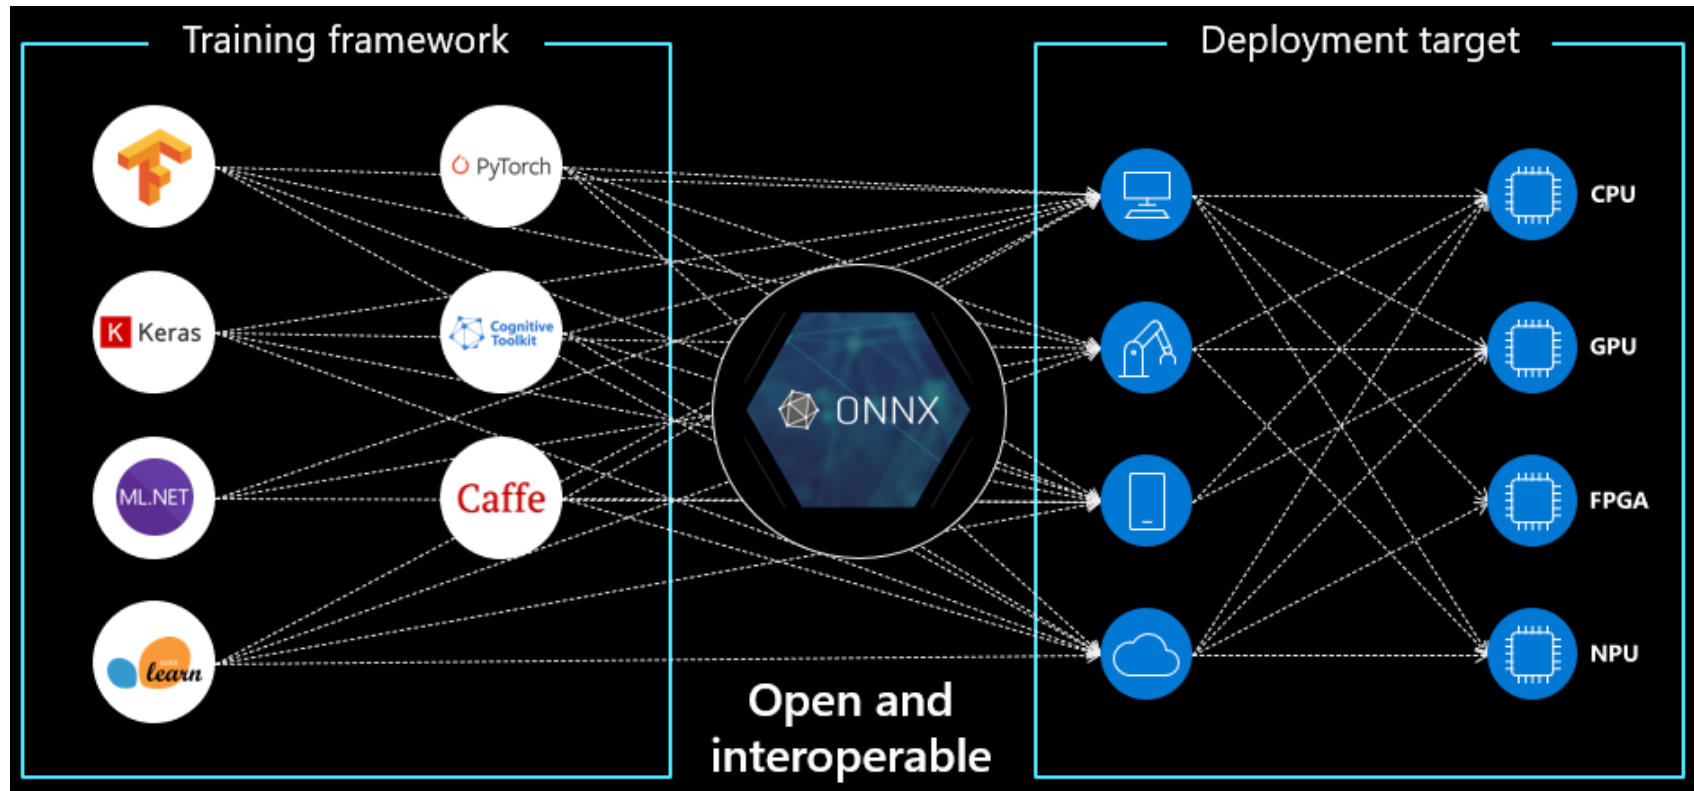 Training framework
Deployment target
PyTorch
Keras
Cognitive
Toolkit
ML.NET
Caffe
scikit
learn
ONNX
CPU
GPU
FPGA
NPU
Open and
interoperable